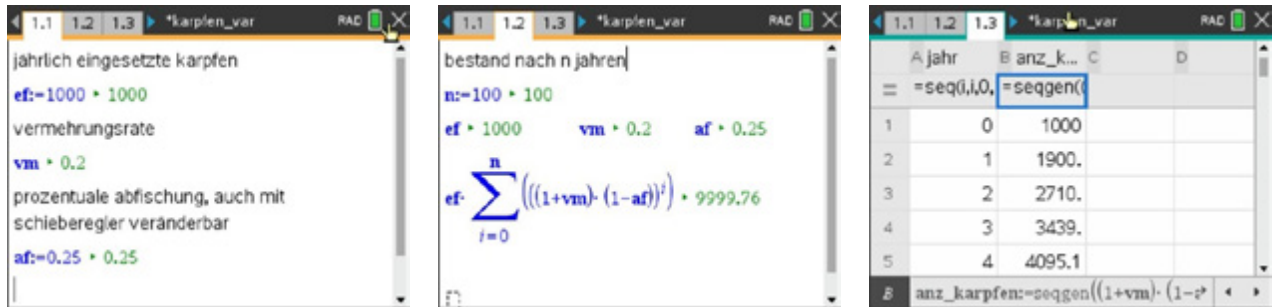 1.1 1.2 1.3 *karpfen_var RAD
jährlich eingesetzte karpfen
ef:=1000 ▸ 1000
vermehrungsrate
vm ▸ 0.2
prozentuale abfischung, auch mit
schieberegler veränderbar
af:=0.25 ▸ 0.25
1.1 1.2 1.3 *karpfen_var RAD
bestand nach n jahren
n:=100 ▸ 100
ef ▸ 1000 vm ▸ 0.2 af ▸ 0.25
n
ef· ∑ ((((1+vm)·(1−af))^i) ▸ 9999.76
i=0
1.1 1.2 1.3 *karpfen_var RAD
A jahr B anz_k... C D
= =seq(i,i,0, =seqgen((
1 0 1000
2 1 1900.
3 2 2710.
4 3 3439.
5 4 4095.1
B anz_karpfen:=seqgen((1+vm)·(1−